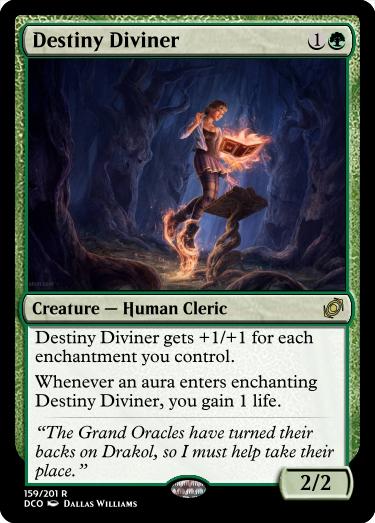 Destiny Diviner 1
Creature — Human Cleric
Destiny Diviner gets +1/+1 for each
enchantment you control.
Whenever an aura enters enchanting
Destiny Diviner, you gain 1 life.
“The Grand Oracles have turned their
backs on Drakol, so I must help take their
place.”
2/2
159/201 R
DCO DALLAS WILLIAMS